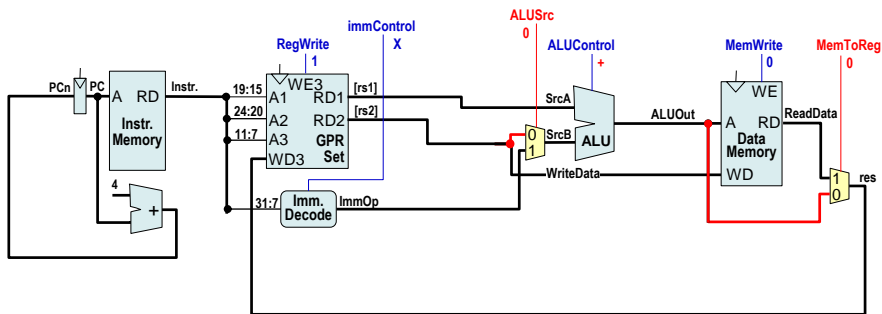 ALUSrc
0
immControl
X
RegWrite
1
ALUControl
+
MemWrite
0
MemToReg
0
PCn
PC
A RD
Instr.
Memory
Instr.
19:15
24:20
11:7
WE3
A1 RD1
A2 RD2
A3 GPR
WD3 Set
[rs1]
[rs2]
SrcA
0
1
SrcB
ALU
ALUOut
WE
A RD
Data
Memory
WD
ReadData
1
0
res
WriteData
4
+
31:7
Imm.
Decode
ImmOp